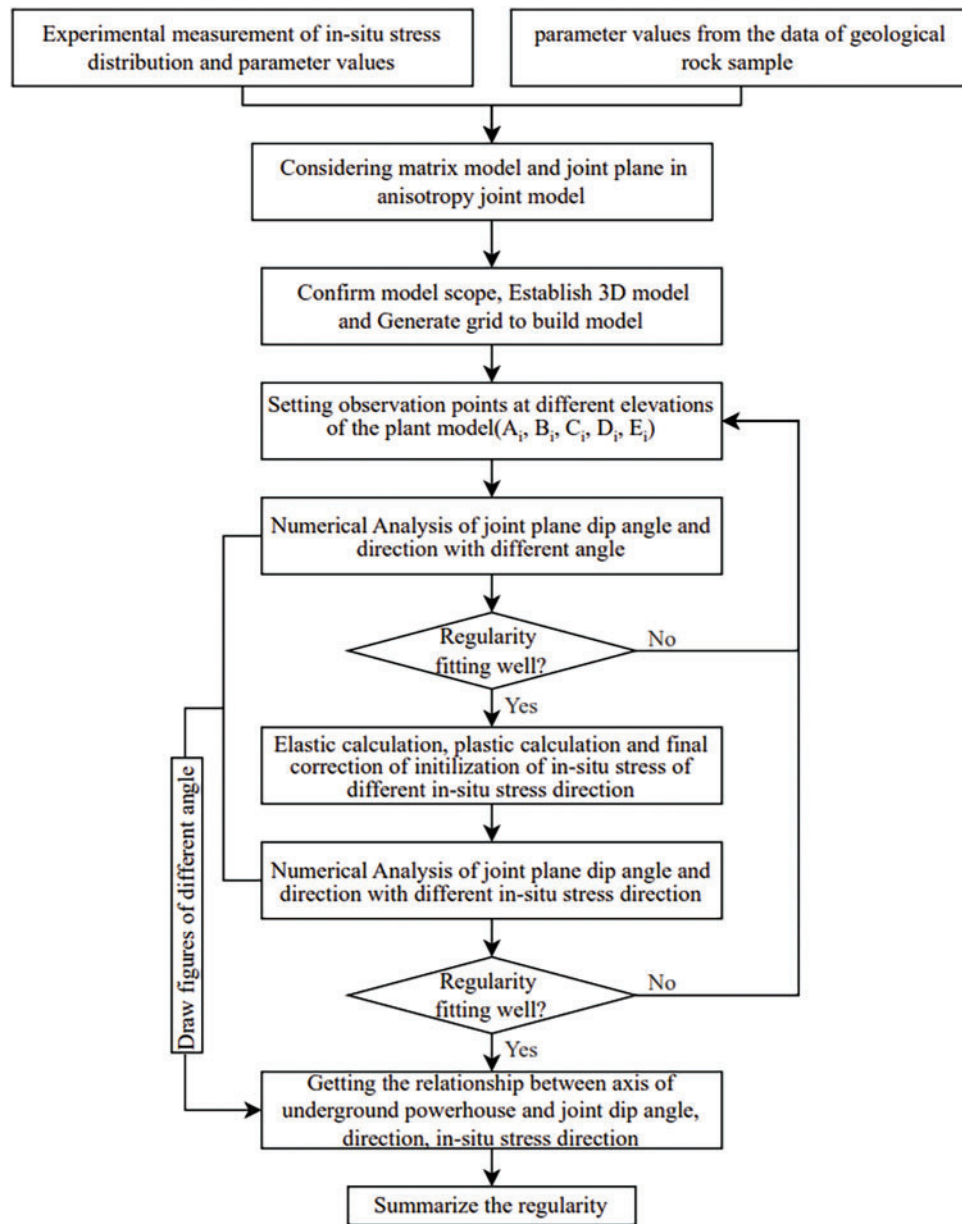 Experimental measurement of in-situ stress
distribution and parameter values
parameter values from the data of geological
rock sample
Considering matrix model and joint plane in
anisotropy joint model
Confirm model scope, Establish 3D model
and Generate grid to build model
Setting observation points at different elevations
of the plant model(Aᵢ, Bᵢ, Cᵢ, Dᵢ, Eᵢ)
Numerical Analysis of joint plane dip angle and
direction with different angle
Regularity
fitting well?
No
Yes
Elastic calculation, plastic calculation and final
correction of initilization of in-situ stress of
different in-situ stress direction
Numerical Analysis of joint plane dip angle and
direction with different in-situ stress direction
Draw figures of different angle
Regularity
fitting well?
No
Yes
Getting the relationship between axis of
underground powerhouse and joint dip angle,
direction, in-situ stress direction
Summarize the regularity